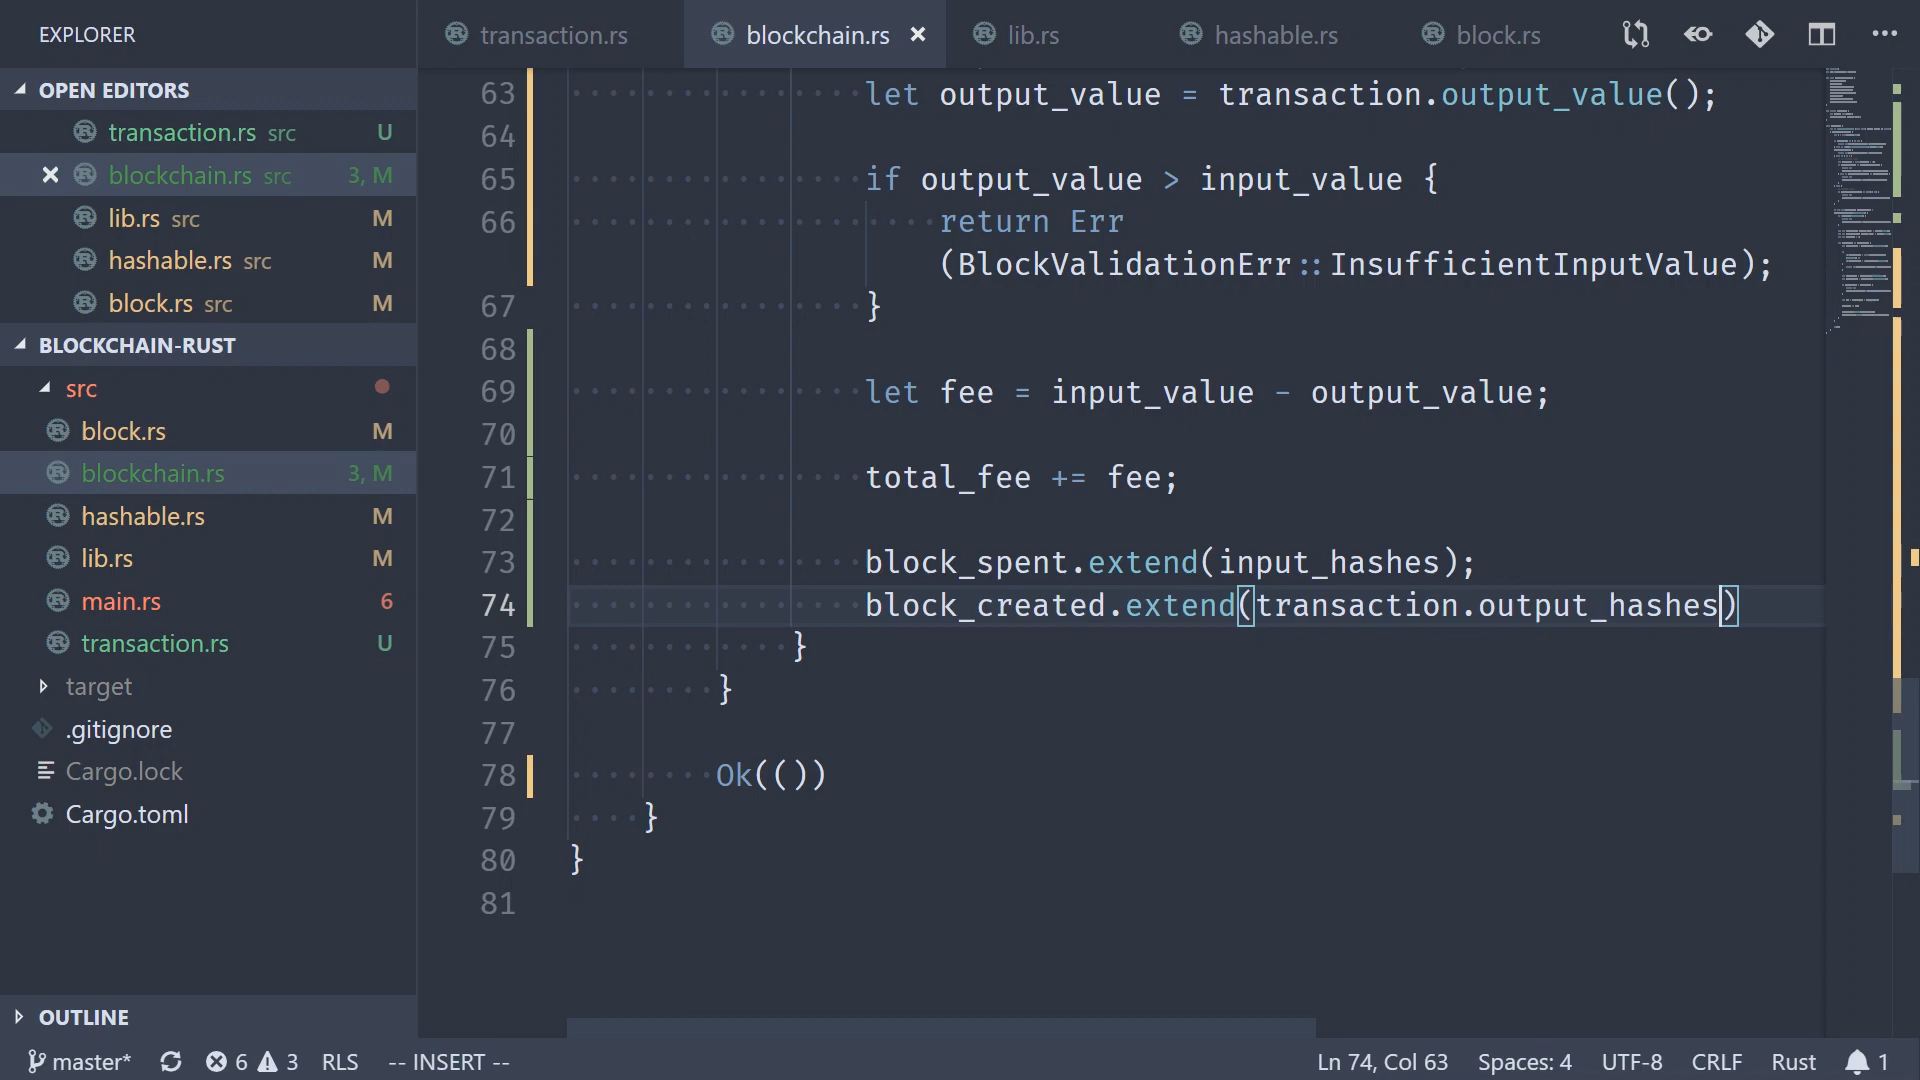 EXPLORER
OPEN EDITORS
transaction.rs src U
blockchain.rs src 3, M
lib.rs src M
hashable.rs src M
block.rs src M
BLOCKCHAIN-RUST
src
block.rs M
blockchain.rs 3, M
hashable.rs M
lib.rs M
main.rs 6
transaction.rs U
target
.gitignore
Cargo.lock
Cargo.toml
OUTLINE
transaction.rs blockchain.rs lib.rs hashable.rs block.rs
63 let output_value = transaction.output_value();
64
65 if output_value > input_value {
66 return Err
(BlockValidationErr::InsufficientInputValue);
67 }
68
69 let fee = input_value - output_value;
70
71 total_fee += fee;
72
73 block_spent.extend(input_hashes);
74 block_created.extend(transaction.output_hashes)
75 }
76 }
77
78 Ok(())
79 }
80 }
81
master* 6 3 RLS -- INSERT -- Ln 74, Col 63 Spaces: 4 UTF-8 CRLF Rust 1